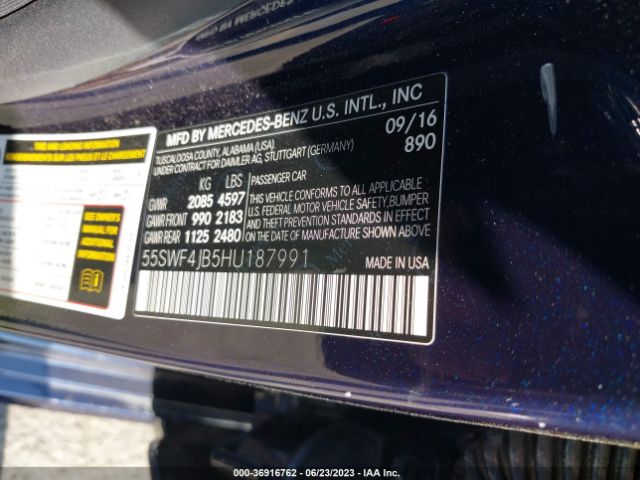 MFD BY MERCEDES-BENZ U.S. INTL., INC
TUSCALOOSA COUNTY, ALABAMA (USA).
UNDER CONTRACT FOR DAIMLER AG, STUTTGART (GERMANY)
09/16
890
KG LBS
GVWR 2085 4597
GAWR FRONT 990 2183
GAWR REAR 1125 2480
PASSENGER CAR
THIS VEHICLE CONFORMS TO ALL APPLICABLE
U.S. FEDERAL MOTOR VEHICLE SAFETY,BUMPER
AND THEFT PREVENTION STANDARDS IN EFFECT
ON THE DATE OF MANUFACTURE SHOWN ABOVE
55SWF4JB5HU187991
MADE IN USA
TIRE AND LOADING INFORMATION
SEE OWNER'S
MANUAL FOR
ADDITIONAL
INFORMATION
000-36916762 - 06/23/2023 - IAA Inc.